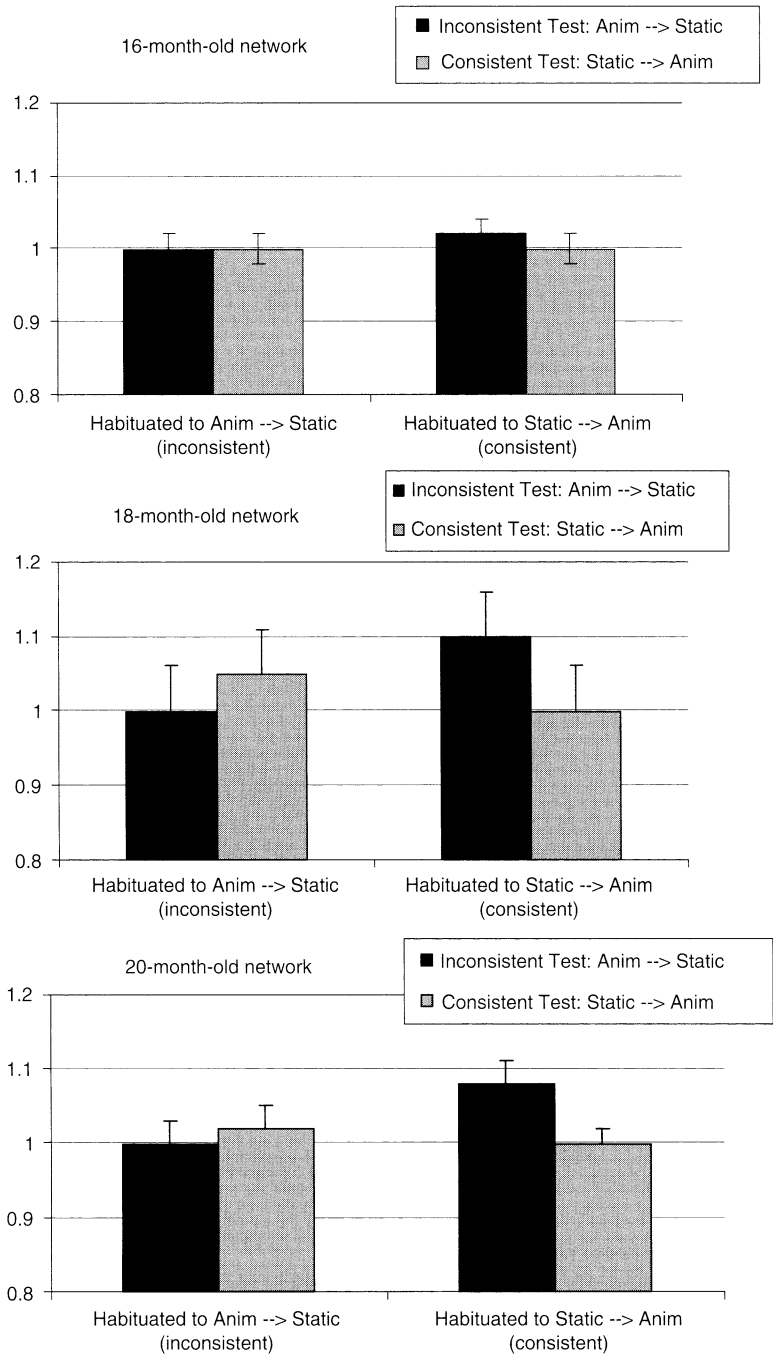 16-month-old network
Inconsistent Test: Anim --> Static
Consistent Test: Static --> Anim
1.2
1.1
1
0.9
0.8
Habituated to Anim --> Static
(inconsistent)
Habituated to Static --> Anim
(consistent)
18-month-old network
Inconsistent Test: Anim --> Static
Consistent Test: Static --> Anim
1.2
1.1
1
0.9
0.8
Habituated to Anim --> Static
(inconsistent)
Habituated to Static --> Anim
(consistent)
20-month-old network
Inconsistent Test: Anim --> Static
Consistent Test: Static --> Anim
1.2
1.1
1
0.9
0.8
Habituated to Anim --> Static
(inconsistent)
Habituated to Static --> Anim
(consistent)